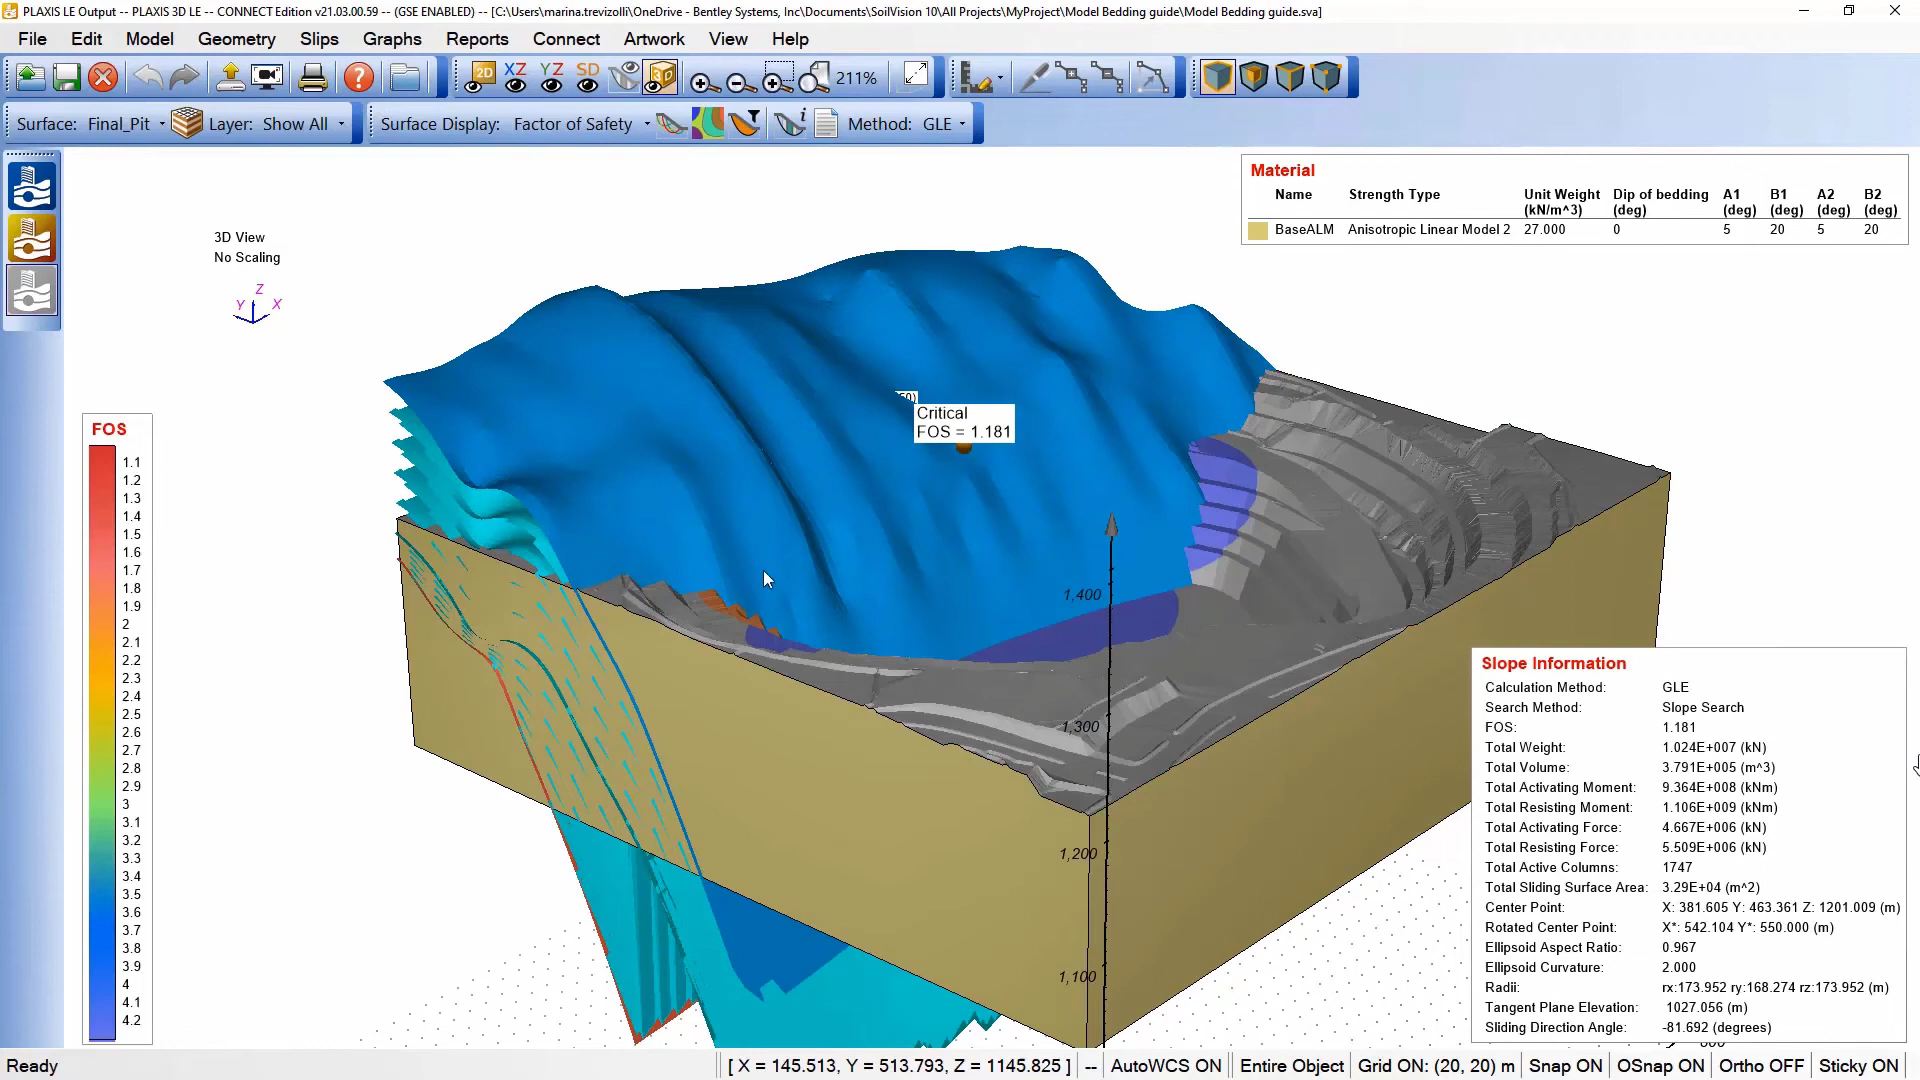 PLAXIS LE Output -- PLAXIS 3D LE -- CONNECT Edition v21.03.00.59 -- (GSE ENABLED) -- [C:\Users\marina.trevizolli\OneDrive - Bentley Systems, Inc\Documents\SoilVision 10\All Projects\MyProject\Model Bedding guide\Model Bedding guide.sva]
File Edit Model Geometry Slips Graphs Reports Connect Artwork View Help
2D XZ YZ SD 3D 211%
Surface: Final_Pit Layer: Show All Surface Display: Factor of Safety Method: GLE
Material
Name Strength Type Unit Weight (kN/m^3) Dip of bedding (deg) A1 (deg) B1 (deg) A2 (deg) B2 (deg)
BaseALM Anisotropic Linear Model 2 27.000 0 5 20 5 20
3D View
No Scaling
Z
Y X
50)
Critical
FOS = 1.181
FOS
1.1
1.2
1.3
1.4
1.5
1.6
1.7
1.8
1.9
2
2.1
2.2
2.3
2.4
2.5
2.6
2.7
2.8
2.9
3
3.1
3.2
3.3
3.4
3.5
3.6
3.7
3.8
3.9
4
4.1
4.2
1,400
1,300
1,200
1,100
Slope Information
Calculation Method: GLE
Search Method: Slope Search
FOS: 1.181
Total Weight: 1.024E+007 (kN)
Total Volume: 3.791E+005 (m^3)
Total Activating Moment: 9.364E+008 (kNm)
Total Resisting Moment: 1.106E+009 (kNm)
Total Activating Force: 4.667E+006 (kN)
Total Resisting Force: 5.509E+006 (kN)
Total Active Columns: 1747
Total Sliding Surface Area: 3.29E+04 (m^2)
Center Point: X: 381.605 Y: 463.361 Z: 1201.009 (m)
Rotated Center Point: X*: 542.104 Y*: 550.000 (m)
Ellipsoid Aspect Ratio: 0.967
Ellipsoid Curvature: 2.000
Radii: rx:173.952 ry:168.274 rz:173.952 (m)
Tangent Plane Elevation: 1027.056 (m)
Sliding Direction Angle: -81.692 (degrees)
Ready [ X = 145.513, Y = 513.793, Z = 1145.825 ] -- AutoWCS ON Entire Object Grid ON: (20, 20) m Snap ON OSnap ON Ortho OFF Sticky ON